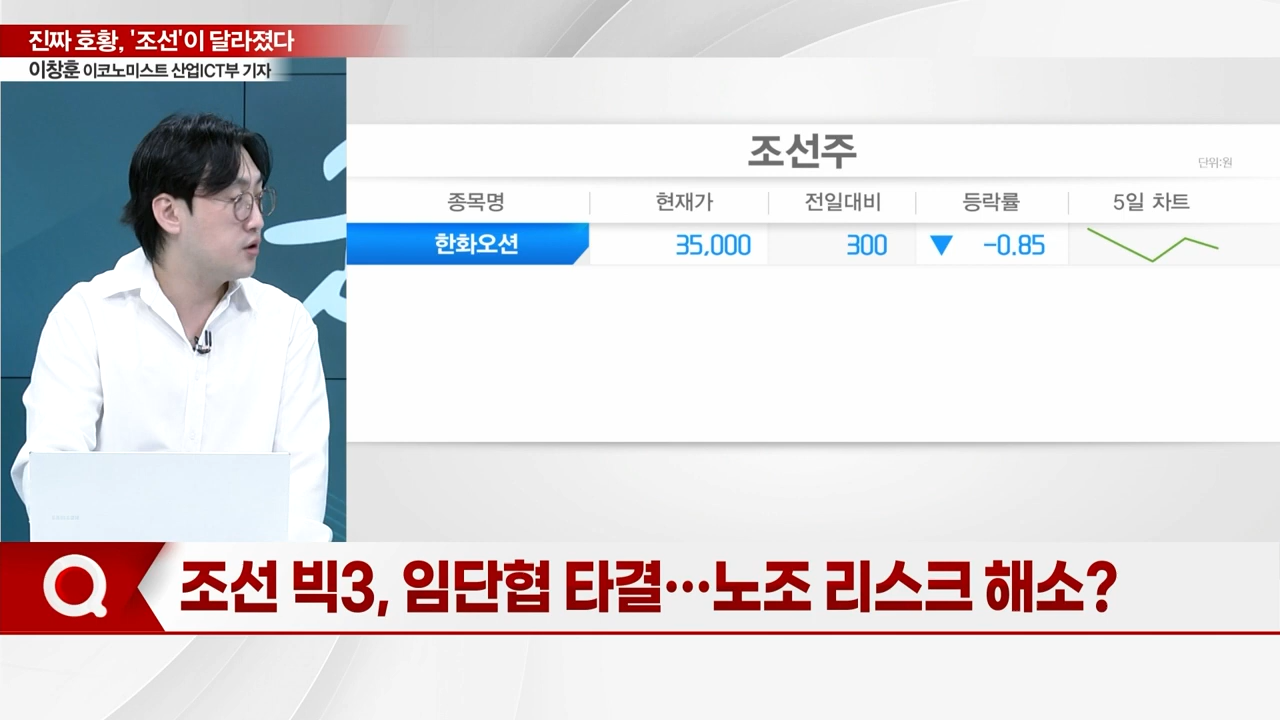 진짜 호황, '조선'이 달라졌다
이창훈 이코노미스트 산업ICT부 기자
조선주
단위:원
종목명 현재가 전일대비 등락률 5일 차트
한화오션 35,000 300 ▼ -0.85
Q 조선 빅3, 임단협 타결…노조 리스크 해소?